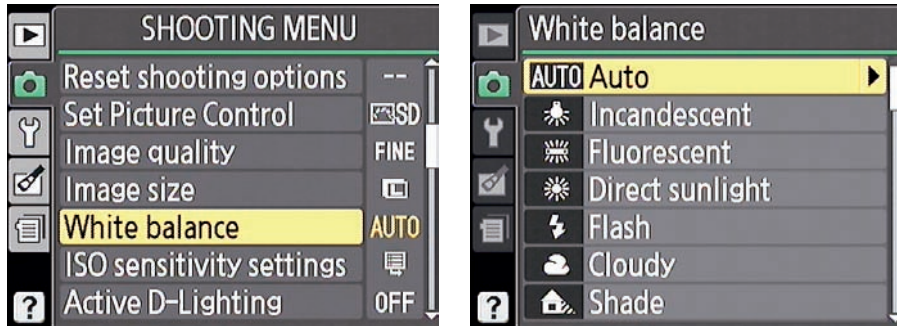 SHOOTING MENU
Reset shooting options --
Set Picture Control SD
Image quality FINE
Image size L
White balance AUTO
ISO sensitivity settings
Active D-Lighting OFF
?
White balance
AUTO Auto
Incandescent
Fluorescent
Direct sunlight
Flash
Cloudy
Shade
?